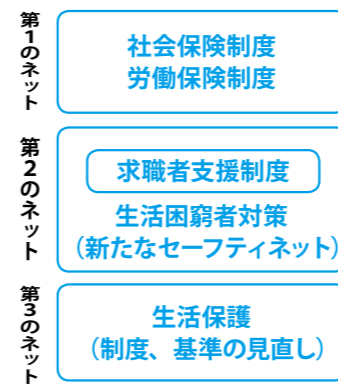 第1のネット
社会保険制度
労働保険制度
第2のネット
求職者支援制度
生活困窮者対策
（新たなセーフティネット）
第3のネット
生活保護
（制度、基準の見直し）